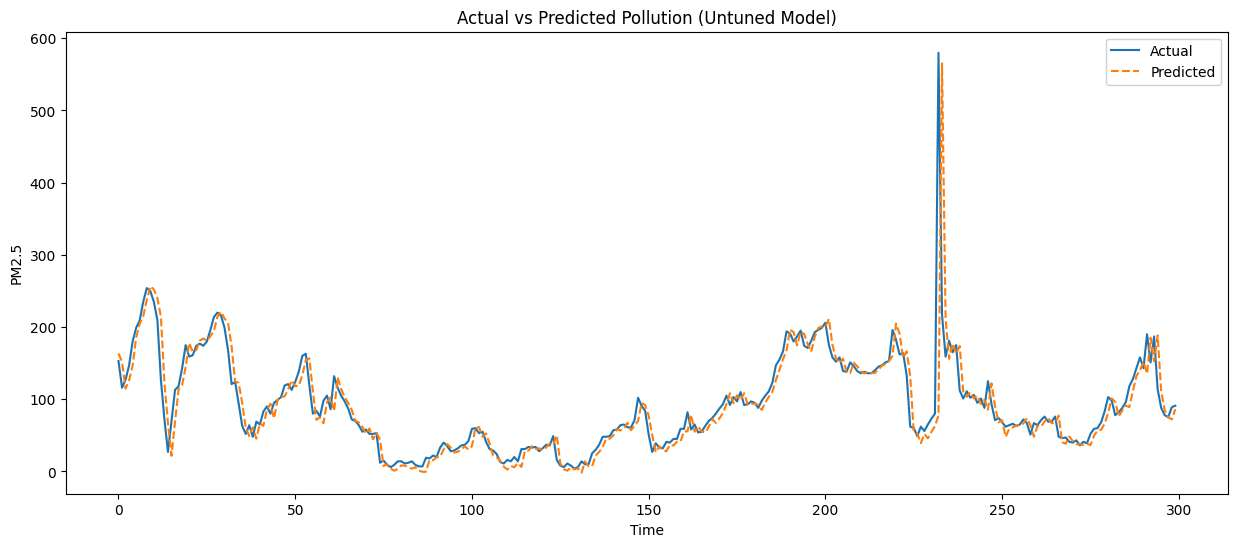 Actual vs Predicted Pollution (Untuned Model)
Actual
Predicted
PM2.5
600
500
400
300
200
100
0
0 50 100 150 200 250 300
Time